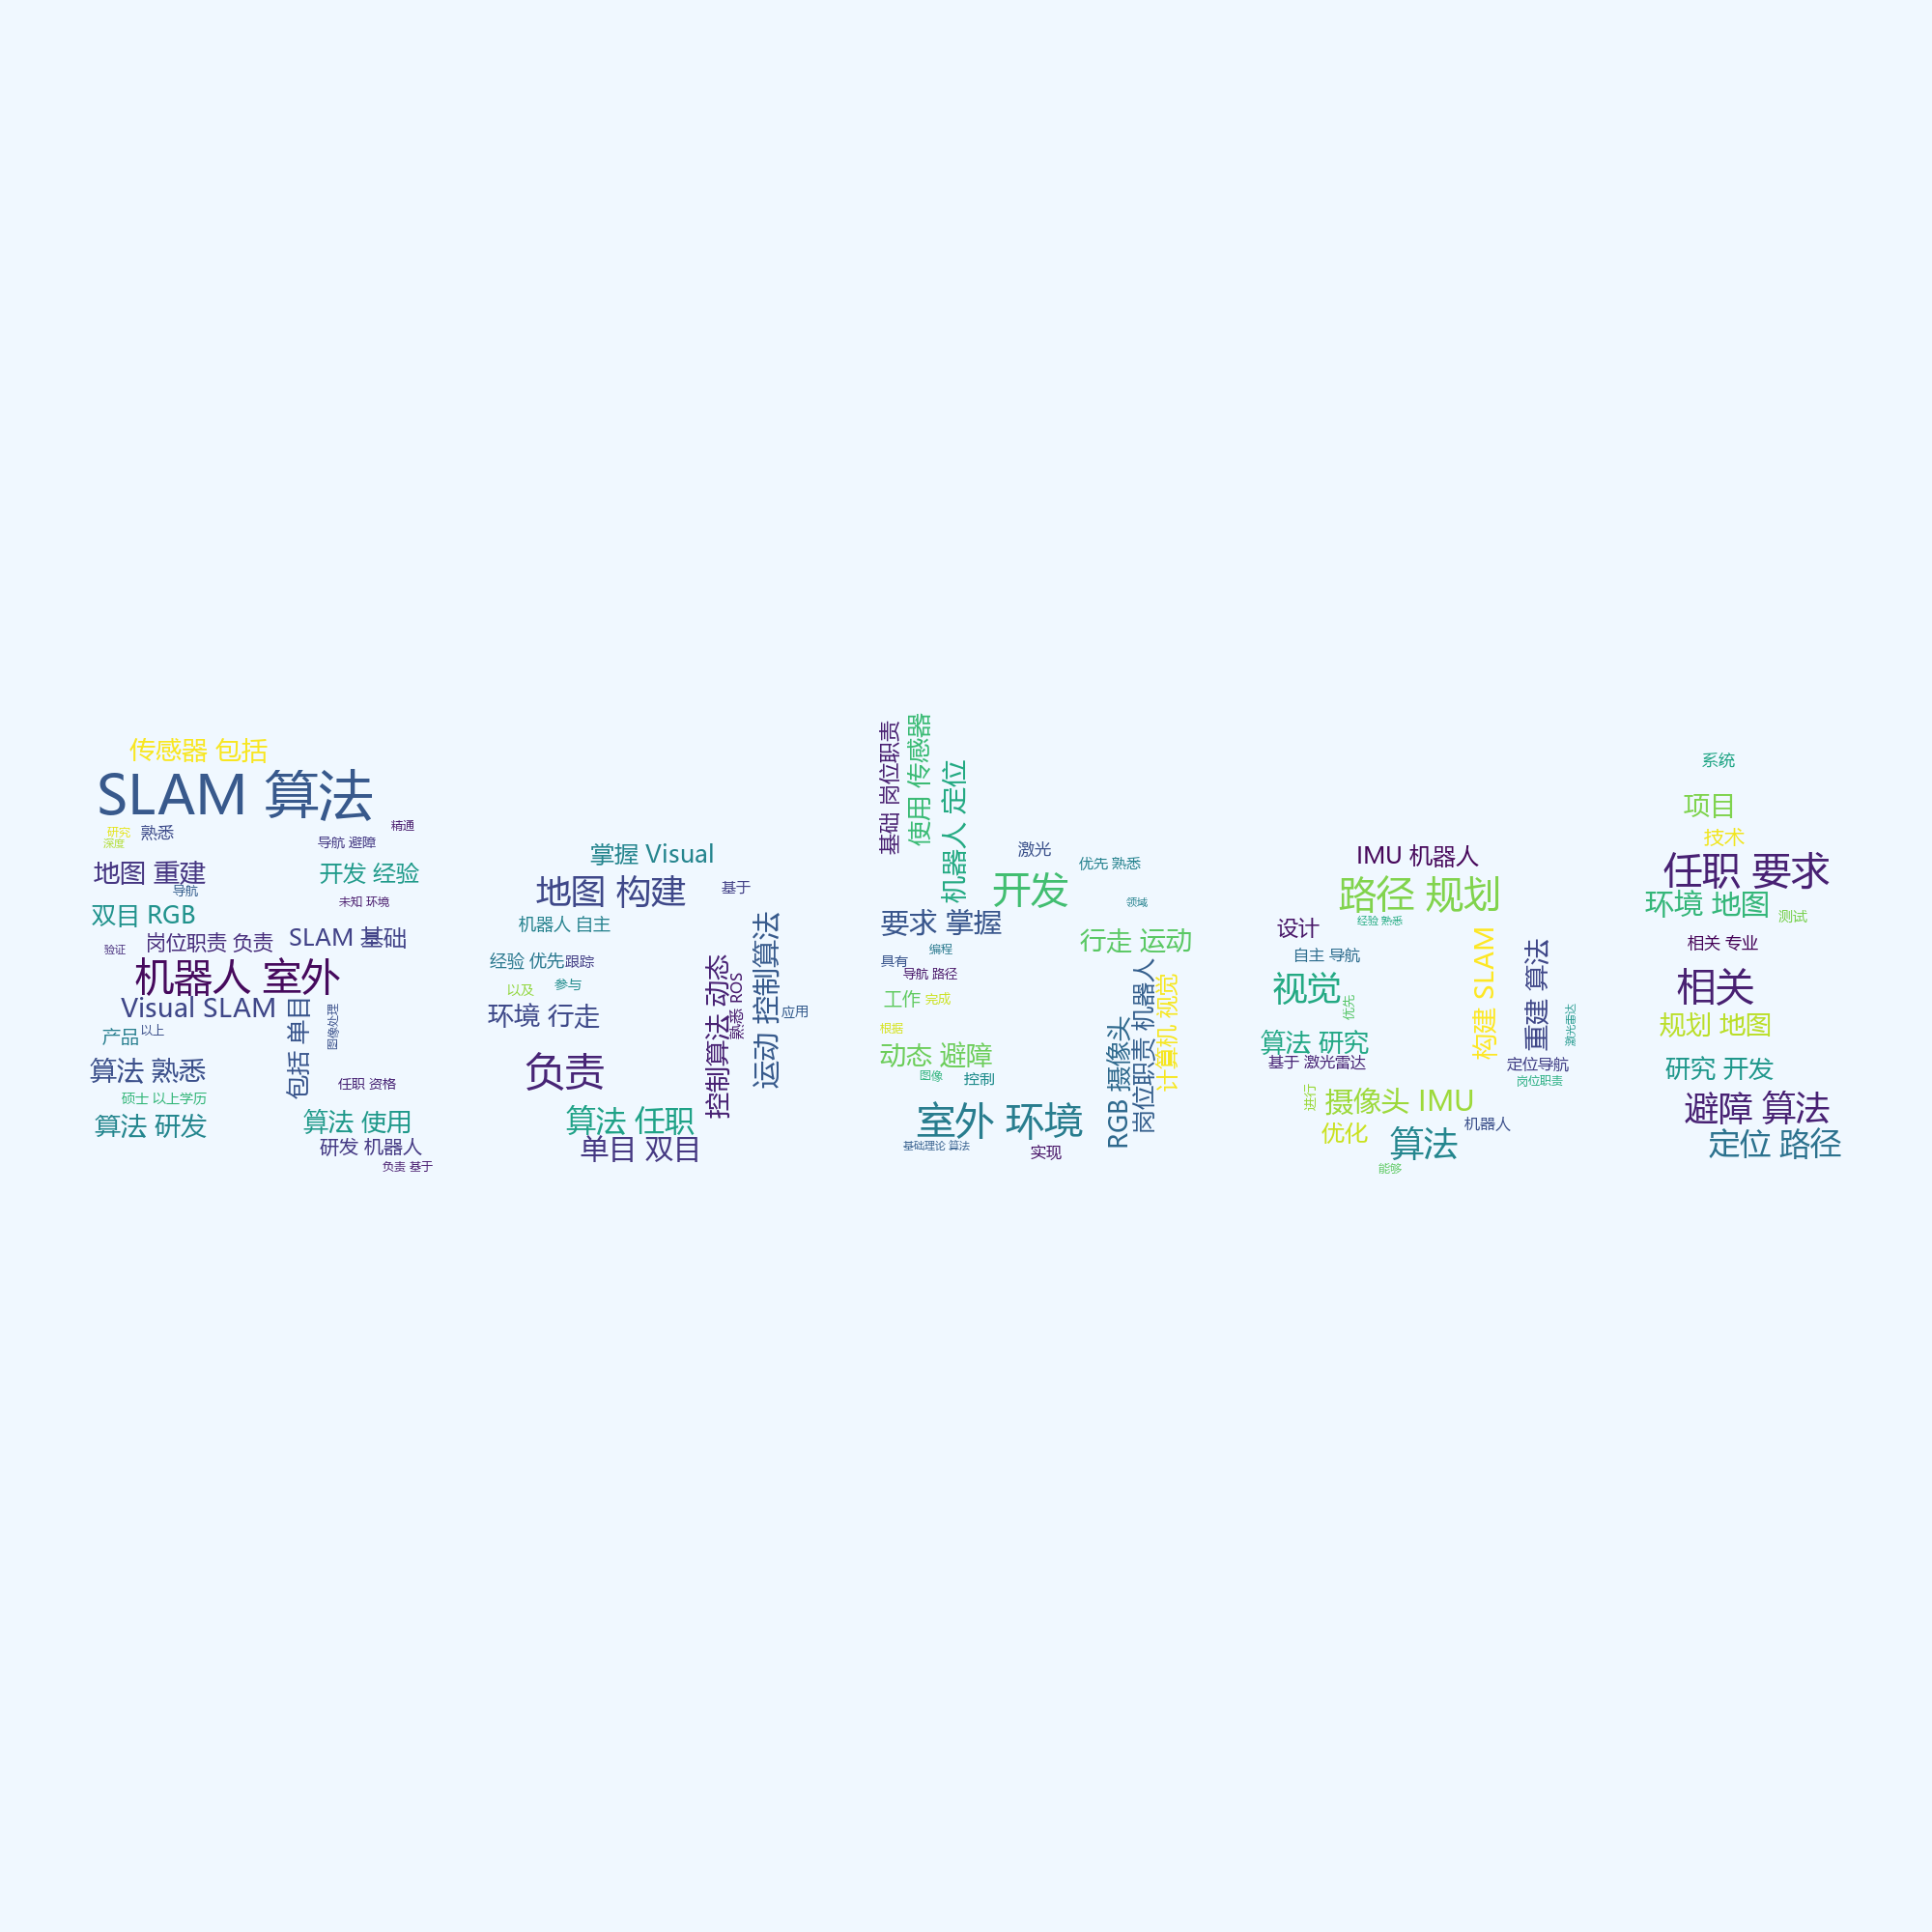 传感器 包括
SLAM 算法
研究
熟悉
深度
精通
导航 避障
地图 重建
开发 经验
导航
未知 环境
双目 RGB
验证
岗位职责 负责
SLAM 基础
机器人 室外
Visual SLAM
包括 单目
图像处理
产品
以上
算法 熟悉
任职 资格
硕士 以上学历
算法 研发
算法 使用
研发 机器人
负责 基于
掌握 Visual
地图 构建
基于
机器人 自主
经验 优先
跟踪
以及
参与
环境 行走
负责
控制算法 动态
熟悉 ROS
运动 控制算法
应用
算法 任职
单目 双目
基础 岗位职责
使用 传感器
机器人 定位
激光
优先 熟悉
开发
领域
要求 掌握
行走 运动
编程
具有
导航 路径
工作
完成
根据
动态 避障
图像
控制
RGB 摄像头
岗位职责 机器人
计算机 视觉
室外 环境
基础理论 算法
实现
IMU 机器人
路径 规划
经验 熟悉
设计
自主 导航
视觉
优先
构建 SLAM
重建 算法
激光雷达
算法 研究
基于 激光雷达
定位导航
岗位职责
进行
摄像头 IMU
优化
算法
机器人
能够
系统
项目
技术
任职 要求
环境 地图
测试
相关 专业
相关
规划 地图
研究 开发
避障 算法
定位 路径